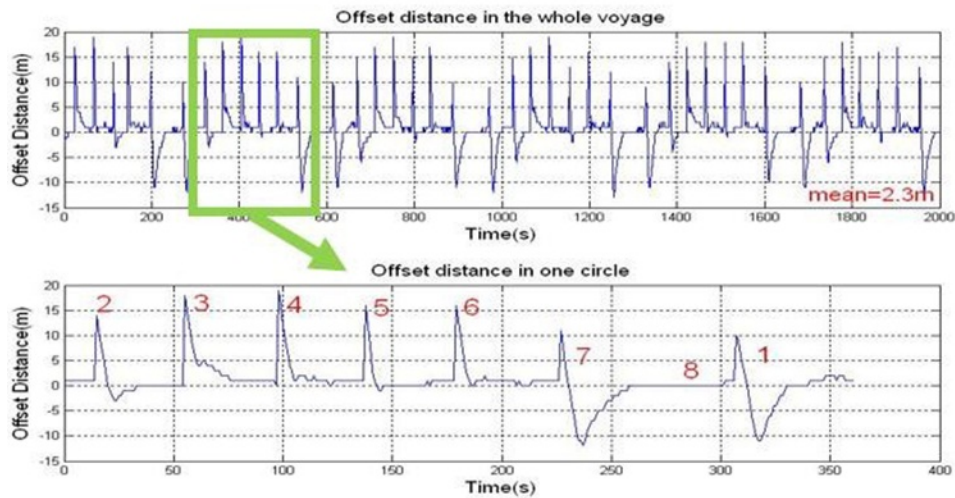 Offset distance in the whole voyage
Offset Distance(m)
20
15
10
5
0
-5
-10
-15
mean=2.3m
0 200 400 600 800 1000 1200 1400 1600 1800 2000
Time(s)
Offset distance in one circle
Offset Distance(m)
20
15
10
5
0
-5
-10
-15
2 3 4 5 6 7 8 1
0 50 100 150 200 250 300 350 400
Time(s)